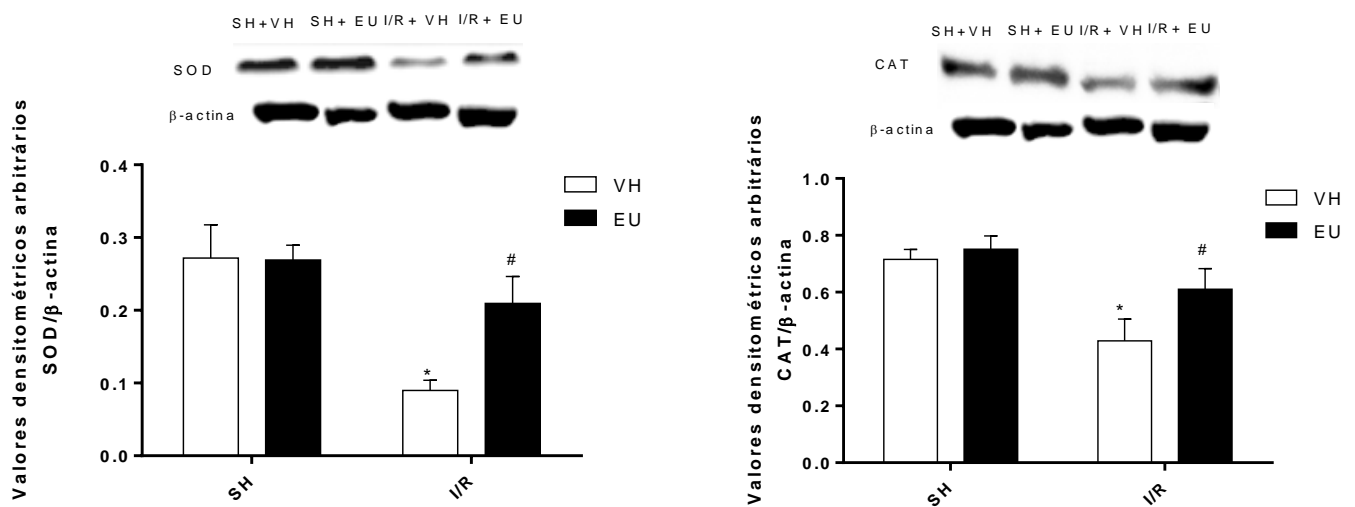 SH+VH SH+ EU I/R+ VH I/R + EU
SOD
β-actina
Valores densitométricos arbitrários
SOD/β-actina
0.4
0.3
0.2
0.1
0.0
VH
EU
*
#
SH
I/R
SH+VH SH+ EU I/R + VH I/R + EU
CAT
β-actina
Valores densitométricos arbitrários
CAT/β-actina
1.0
0.8
0.6
0.4
0.2
0.0
VH
EU
*
#
SH
I/R